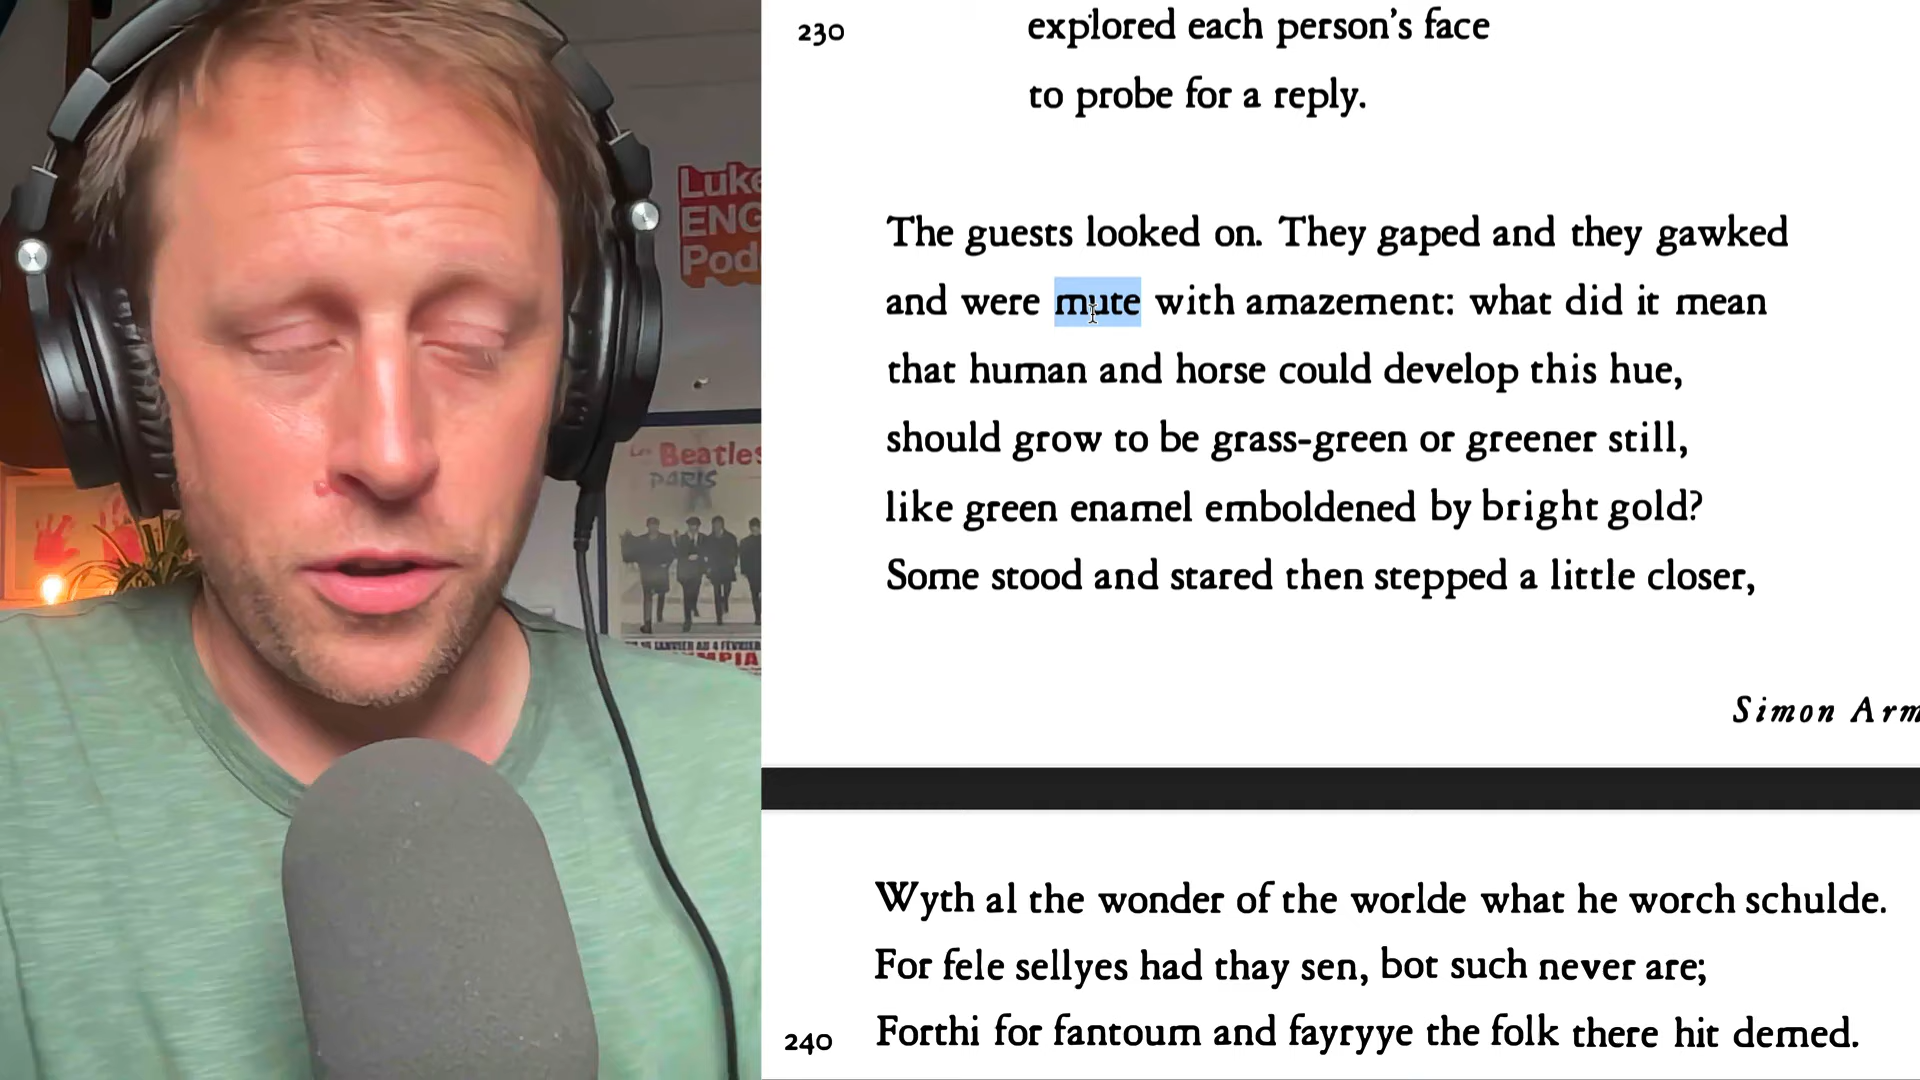 Luke
ENG
Pod
Les Beatles
PARIS
230
explored each person's face
to probe for a reply.
The guests looked on. They gaped and they gawked
and were mute with amazement: what did it mean
that human and horse could develop this hue,
should grow to be grass-green or greener still,
like green enamel emboldened by bright gold?
Some stood and stared then stepped a little closer,
Simon Arm
Wyth al the wonder of the worlde what he worch schulde.
For fele sellyes had thay sen, bot such never are;
240
Forthi for fantoum and fayryye the folk there hit demed.